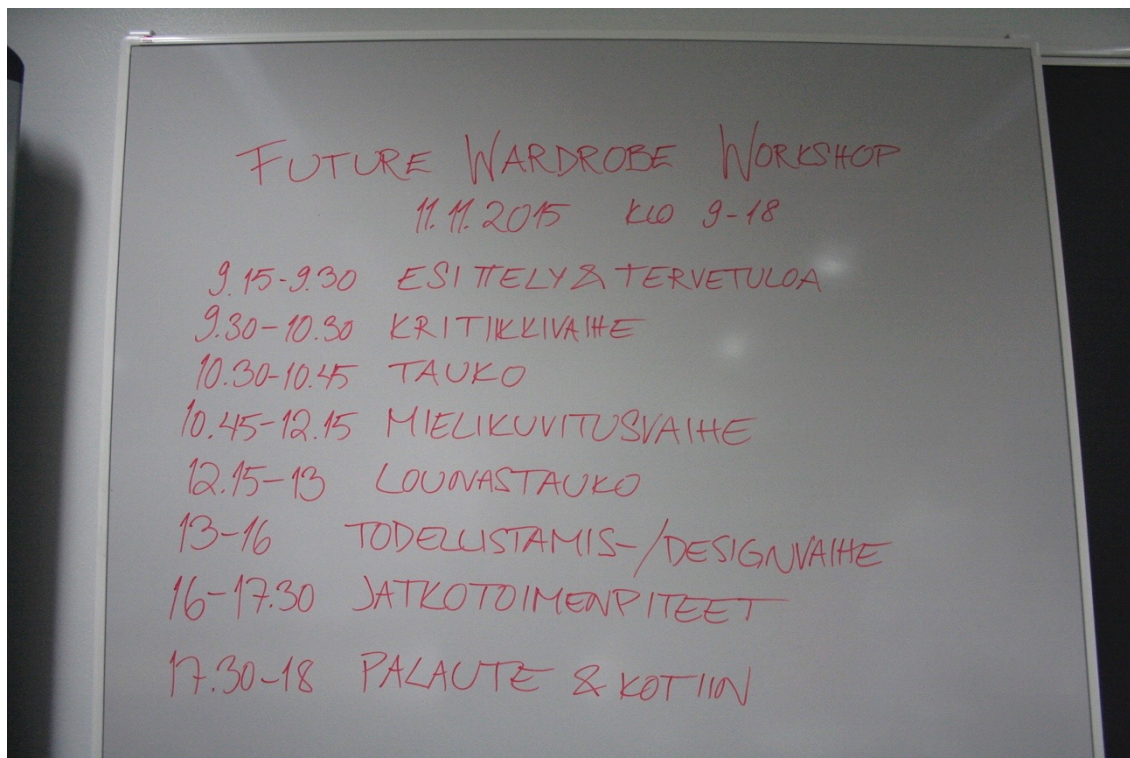 FUTURE WARDROBE WORKSHOP
11.11.2015 KLO 9-18
9.15-9.30 ESITTELY & TERVETULOA
9.30-10.30 KRITIIKKIVAIHE
10.30-10.45 TAUKO
10.45-12.15 MIELIKUVITUSVAIHE
12.15-13 LOUNASTAUKO
13-16 TODELLISTAMIS-/DESIGNVAIHE
16-17.30 JATKOTOIMENPITEET
17.30-18 PALAUTE & KOTIIN